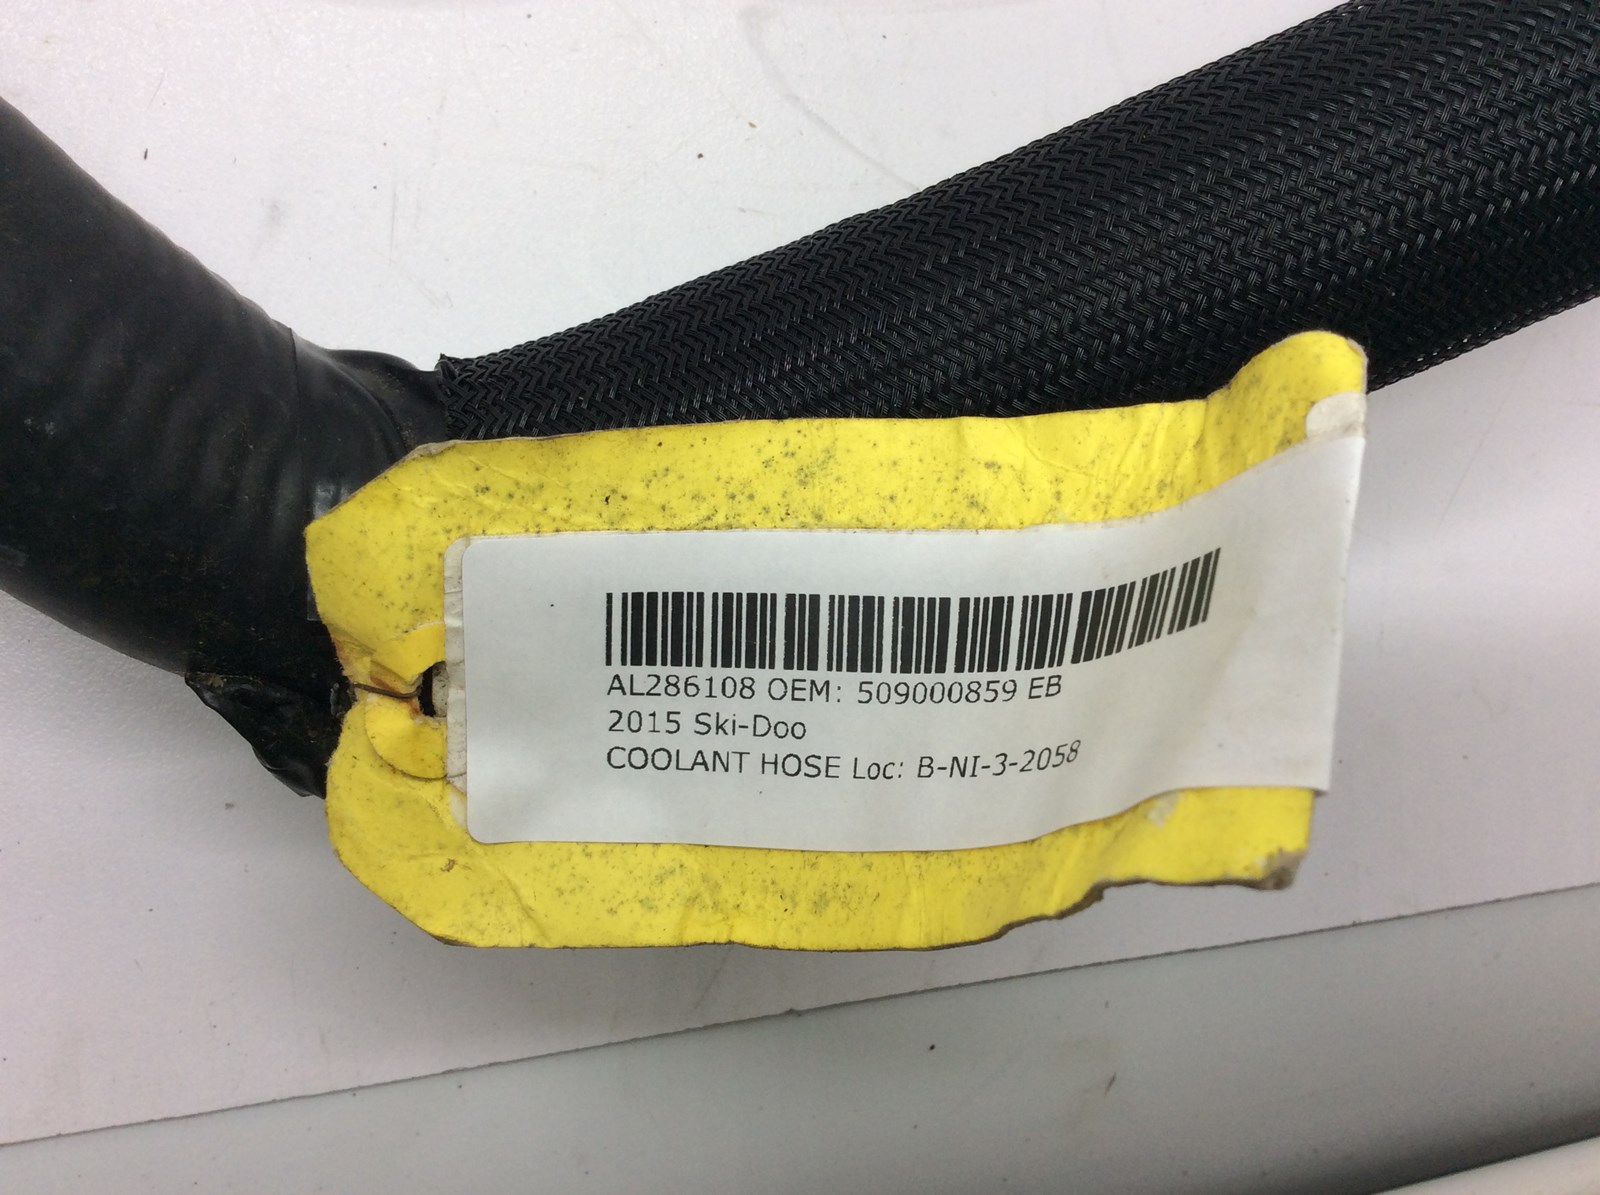 AL286108 OEM: 509000859 EB
2015 Ski-Doo
COOLANT HOSE Loc: B-NI-3-2058